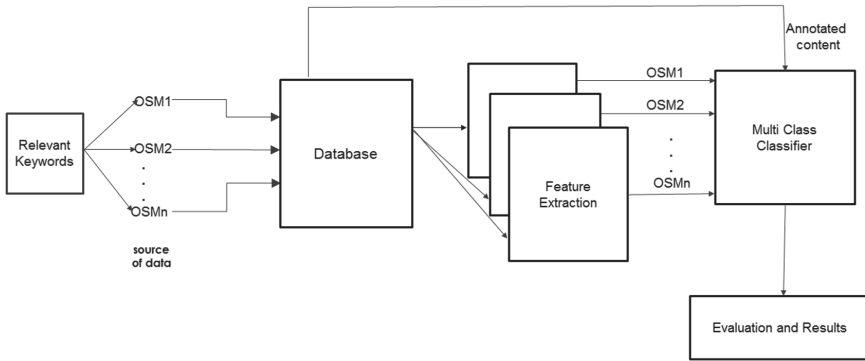 Annotated
content
Relevant
Keywords
OSM1
OSM2
.
.
.
OSMn
source
of data
Database
Feature
Extraction
OSM1
OSM2
.
.
.
OSMn
Multi Class
Classifier
Evaluation and Results